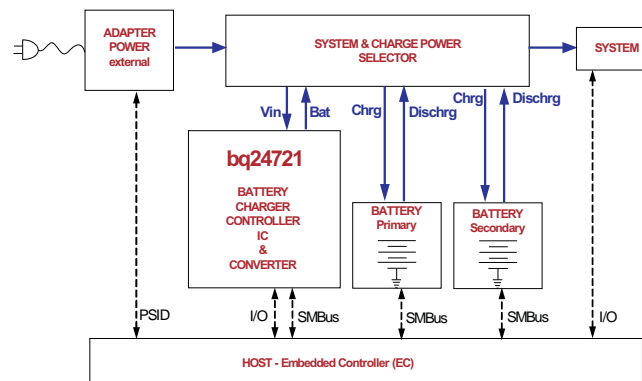 ADAPTER
POWER
external
SYSTEM & CHARGE POWER
SELECTOR
SYSTEM
Vin
Bat
Chrg
Dischrg
Chrg
Dischrg
bq24721
BATTERY
CHARGER
CONTROLLER
IC
&
CONVERTER
BATTERY
Primary
BATTERY
Secondary
PSID
I/O
SMBus
SMBus
SMBus
I/O
HOST - Embedded Controller (EC)